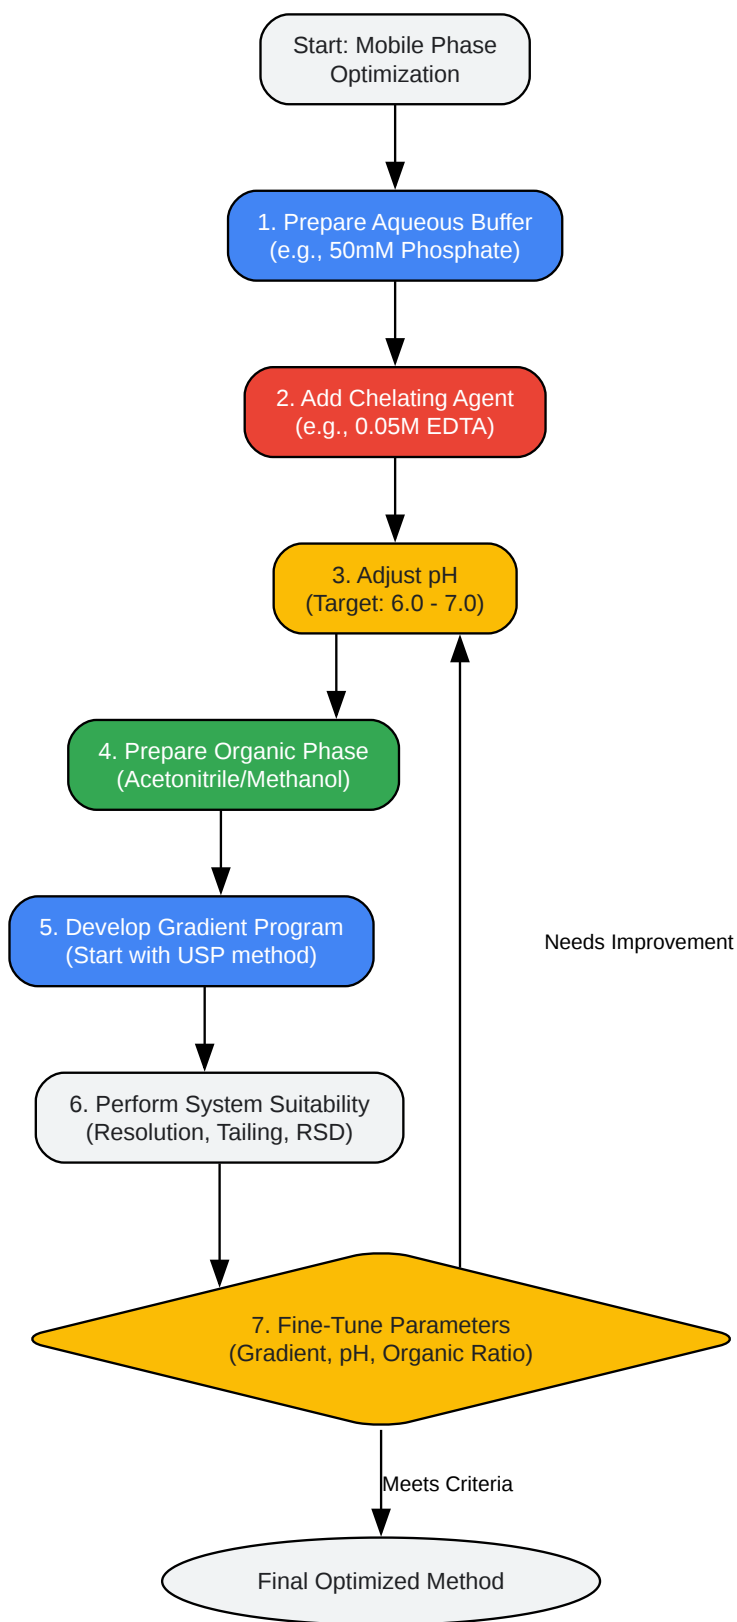 Start: Mobile Phase
Optimization
1. Prepare Aqueous Buffer
(e.g., 50mM Phosphate)
2. Add Chelating Agent
(e.g., 0.05M EDTA)
3. Adjust pH
(Target: 6.0 - 7.0)
4. Prepare Organic Phase
(Acetonitrile/Methanol)
5. Develop Gradient Program
(Start with USP method)
Needs Improvement
6. Perform System Suitability
(Resolution, Tailing, RSD)
7. Fine-Tune Parameters
(Gradient, pH, Organic Ratio)
Meets Criteria
Final Optimized Method